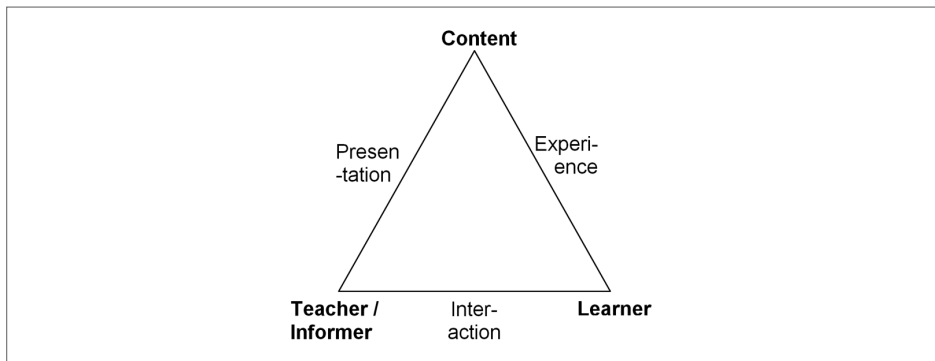 Content
Presen
-tation
Experi-
ence
Teacher /
Informer
Inter-
action
Learner